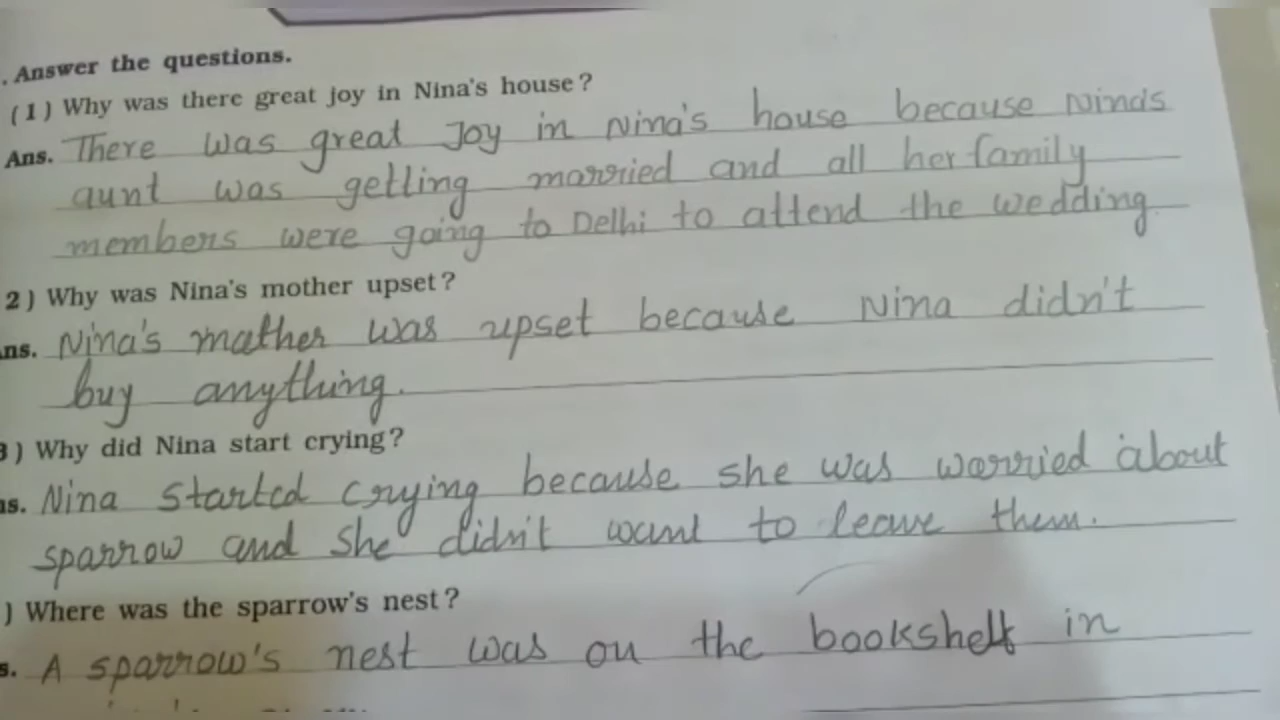 . Answer the questions.
(1) Why was there great joy in Nina's house?
Ans. There was great Joy in Nina's house because Nina's
aunt was getting married and all her family
members were going to Delhi to attend the wedding
2) Why was Nina's mother upset?
ns. Nina's mather was upset because Nina didn't
buy anything.
3) Why did Nina start crying?
ns. Nina started crying because she was worried about
sparrow and she didn't want to leave them.
) Where was the sparrow's nest?
s. A sparrow's nest was on the bookshelf in